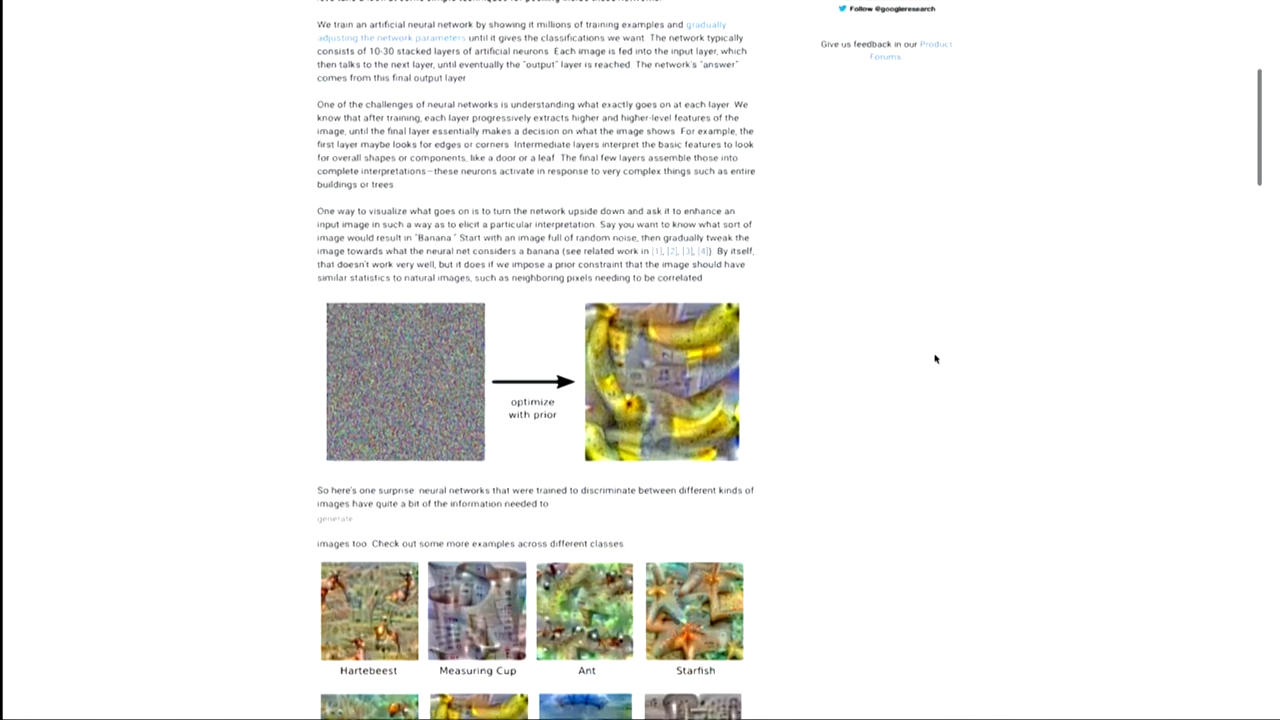 We train an artificial neural network by showing it millions of training examples and gradually
adjusting the network parameters until it gives the classifications we want. The network typically
consists of 10-30 stacked layers of artificial neurons. Each image is fed into the input layer, which
then talks to the next layer, until eventually the "output" layer is reached. The network's "answer"
comes from this final output layer.
One of the challenges of neural networks is understanding what exactly goes on at each layer. We
know that after training, each layer progressively extracts higher and higher-level features of the
image, until the final layer essentially makes a decision on what the image shows. For example, the
first layer maybe looks for edges or corners. Intermediate layers interpret the basic features to look
for overall shapes or components, like a door or a leaf. The final few layers assemble those into
complete interpretations—these neurons activate in response to very complex things such as entire
buildings or trees.
One way to visualize what goes on is to turn the network upside down and ask it to enhance an
input image in such a way as to elicit a particular interpretation. Say you want to know what sort of
image would result in "Banana." Start with an image full of random noise, then gradually tweak the
image towards what the neural net considers a banana (see related work in [1], [2], [3], [4]). By itself,
that doesn't work very well, but it does if we impose a prior constraint that the image should have
similar statistics to natural images, such as neighboring pixels needing to be correlated.
optimize
with prior
So here's one surprise: neural networks that were trained to discriminate between different kinds of
images have quite a bit of the information needed to
generate
images too. Check out some more examples across different classes:
Hartebeest Measuring Cup Ant Starfish
Follow @googleresearch
Give us feedback in our Product
Forums.